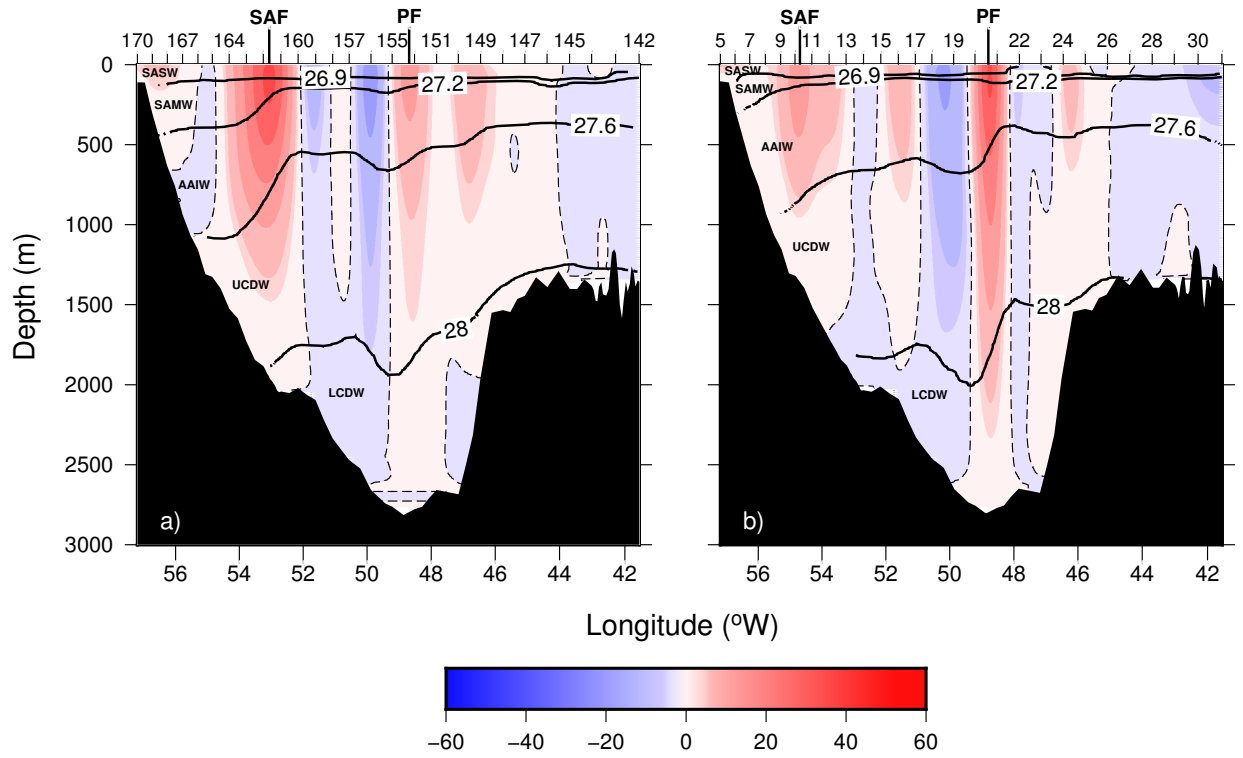 SAF PF SAF PF
170 167 164 160 157 155 151 149 147 145 142 5 7 9 11 13 15 17 19 22 24 26 28 30
0
SASW 26.9 27.2 SASW 26.9 27.2
SAMW SAMW
500 27.6 AAIW 27.6
AAIW
1000
UCDW UCDW
1500
28 28
2000 LCDW LCDW
2500
a) b)
3000
56 54 52 50 48 46 44 42 56 54 52 50 48 46 44 42
Depth (m)
Longitude (ºW)
−60 −40 −20 0 20 40 60